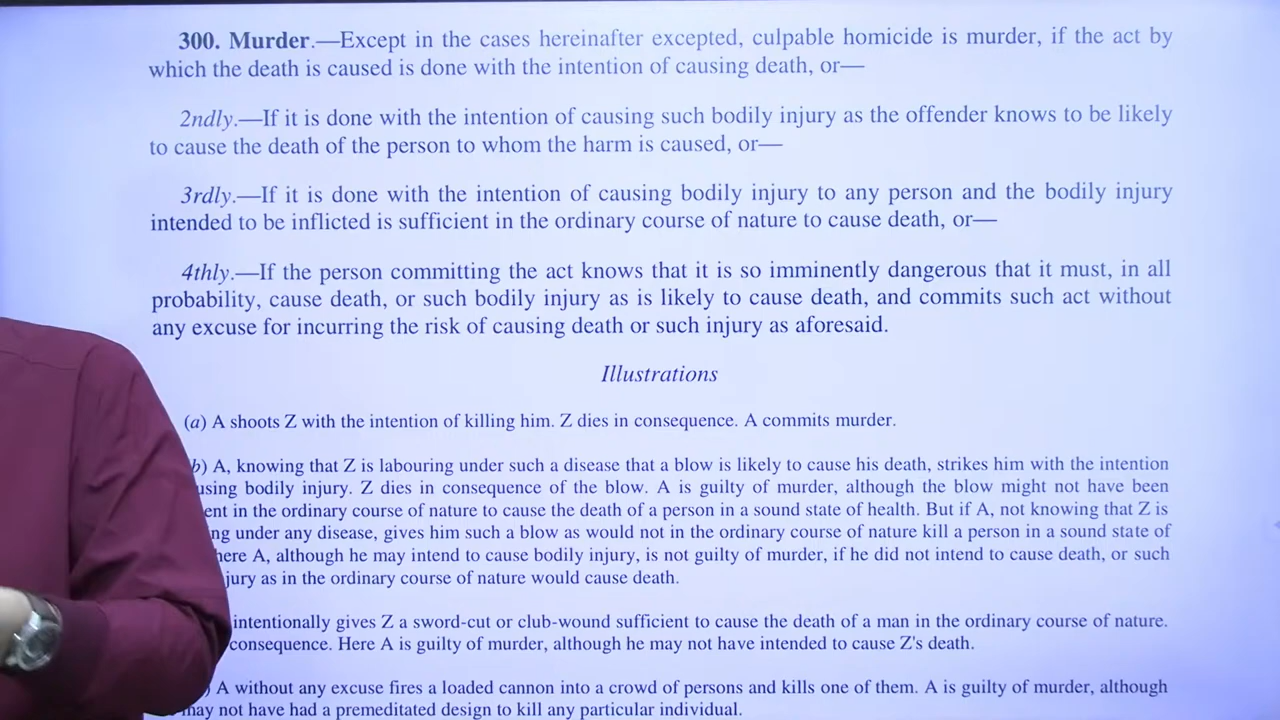 300. Murder.—Except in the cases hereinafter excepted, culpable homicide is murder, if the act by
which the death is caused is done with the intention of causing death, or—
2ndly.—If it is done with the intention of causing such bodily injury as the offender knows to be likely
to cause the death of the person to whom the harm is caused, or—
3rdly.—If it is done with the intention of causing bodily injury to any person and the bodily injury
intended to be inflicted is sufficient in the ordinary course of nature to cause death, or—
4thly.—If the person committing the act knows that it is so imminently dangerous that it must, in all
probability, cause death, or such bodily injury as is likely to cause death, and commits such act without
any excuse for incurring the risk of causing death or such injury as aforesaid.
Illustrations
(a) A shoots Z with the intention of killing him. Z dies in consequence. A commits murder.
b) A, knowing that Z is labouring under such a disease that a blow is likely to cause his death, strikes him with the intention
using bodily injury. Z dies in consequence of the blow. A is guilty of murder, although the blow might not have been
ent in the ordinary course of nature to cause the death of a person in a sound state of health. But if A, not knowing that Z is
ng under any disease, gives him such a blow as would not in the ordinary course of nature kill a person in a sound state of
here A, although he may intend to cause bodily injury, is not guilty of murder, if he did not intend to cause death, or such
jury as in the ordinary course of nature would cause death.
intentionally gives Z a sword-cut or club-wound sufficient to cause the death of a man in the ordinary course of nature.
consequence. Here A is guilty of murder, although he may not have intended to cause Z's death.
) A without any excuse fires a loaded cannon into a crowd of persons and kills one of them. A is guilty of murder, although
may not have had a premeditated design to kill any particular individual.